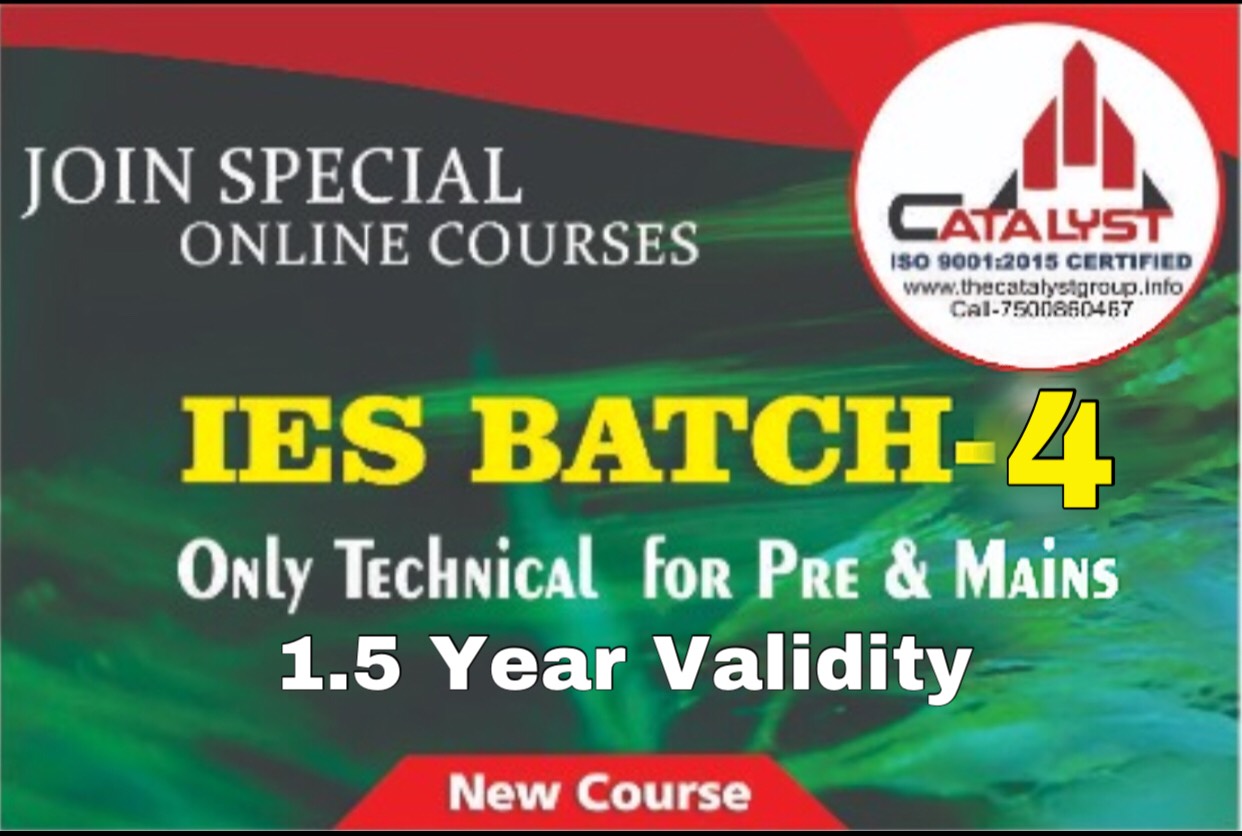 JOIN SPECIAL
ONLINE COURSES
CATALYST
ISO 9001:2015 CERTIFIED
www.thecatalystgroup.info
Call-7500860467
IES BATCH-4
Only Technical for Pre & Mains
1.5 Year Validity
New Course